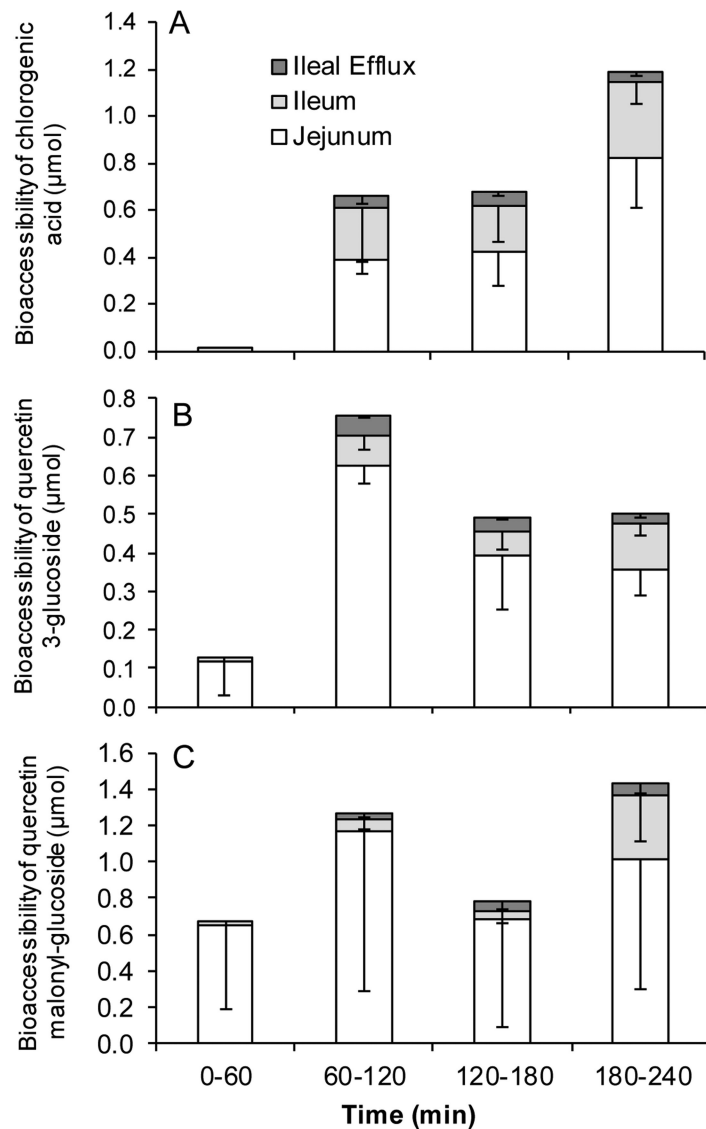 A
Ileal Efflux
Ileum
Jejunum
Bioaccessibility of chlorogenic
acid (µmol)
1.4
1.2
1.0
0.8
0.6
0.4
0.2
0.0
B
Bioaccessibility of quercetin
3-glucoside (µmol)
0.8
0.7
0.6
0.5
0.4
0.3
0.2
0.1
0.0
C
Bioaccessibility of quercetin
malonyl-glucoside (µmol)
1.6
1.4
1.2
1.0
0.8
0.6
0.4
0.2
0.0
0-60 60-120 120-180 180-240
Time (min)